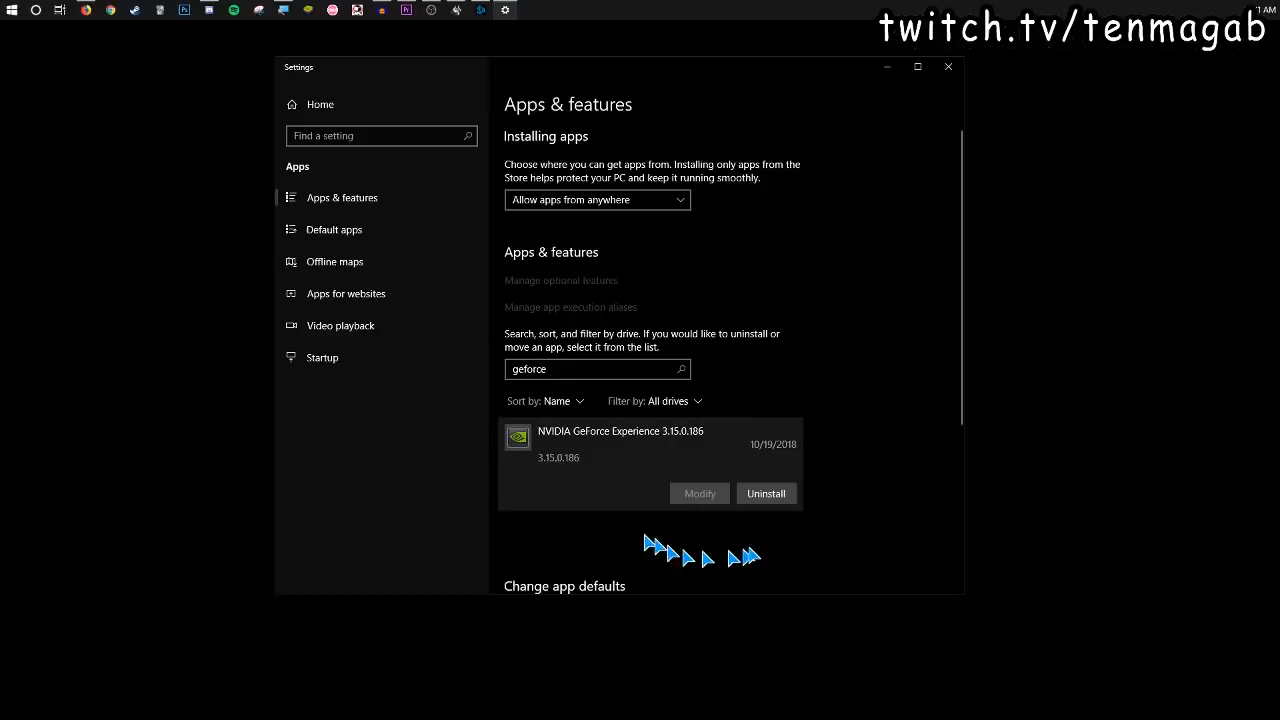 AM
twitch.tv/tenmagab
Settings
Home
Find a setting
Apps
Apps & features
Default apps
Offline maps
Apps for websites
Video playback
Startup
Apps & features
Installing apps
Choose where you can get apps from. Installing only apps from the
Store helps protect your PC and keep it running smoothly.
Allow apps from anywhere
Apps & features
Manage optional features
Manage app execution aliases
Search, sort, and filter by drive. If you would like to uninstall or
move an app, select it from the list.
geforce
Sort by: Name
Filter by: All drives
NVIDIA GeForce Experience 3.15.0.186
3.15.0.186
10/19/2018
Modify
Uninstall
Change app defaults